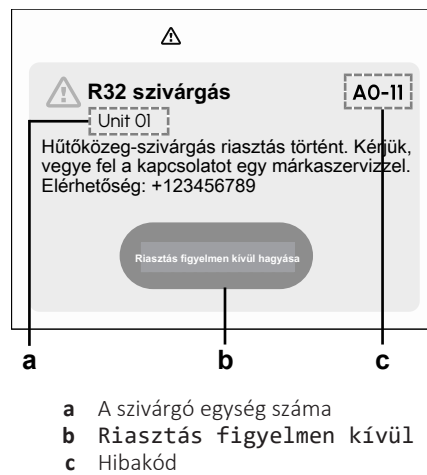 R32 szivárgás
A0-11
Unit 01
Hűtőközeg-szivárgás riasztás történt. Kérjük,
vegye fel a kapcsolatot egy márkaszervizzel.
Elérhetőség: +123456789
Riasztás figyelmen kívül hagyása
a b c
a A szivárgó egység száma
b Riasztás figyelmen kívül
c Hibakód